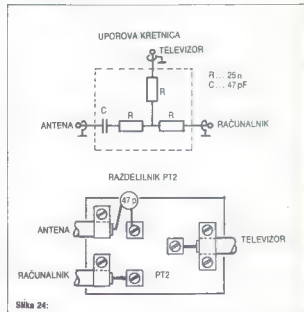 UPOROVA KRETNICA
TELEVIZOR
R... 25 n
C... 47 pF
R
C
R
R
ANTENA
RAČUNALNIK
RAZDELILNIK PT2
47 p
ANTENA
TELEVIZOR
RAČUNALNIK
PT2
Slika 24: